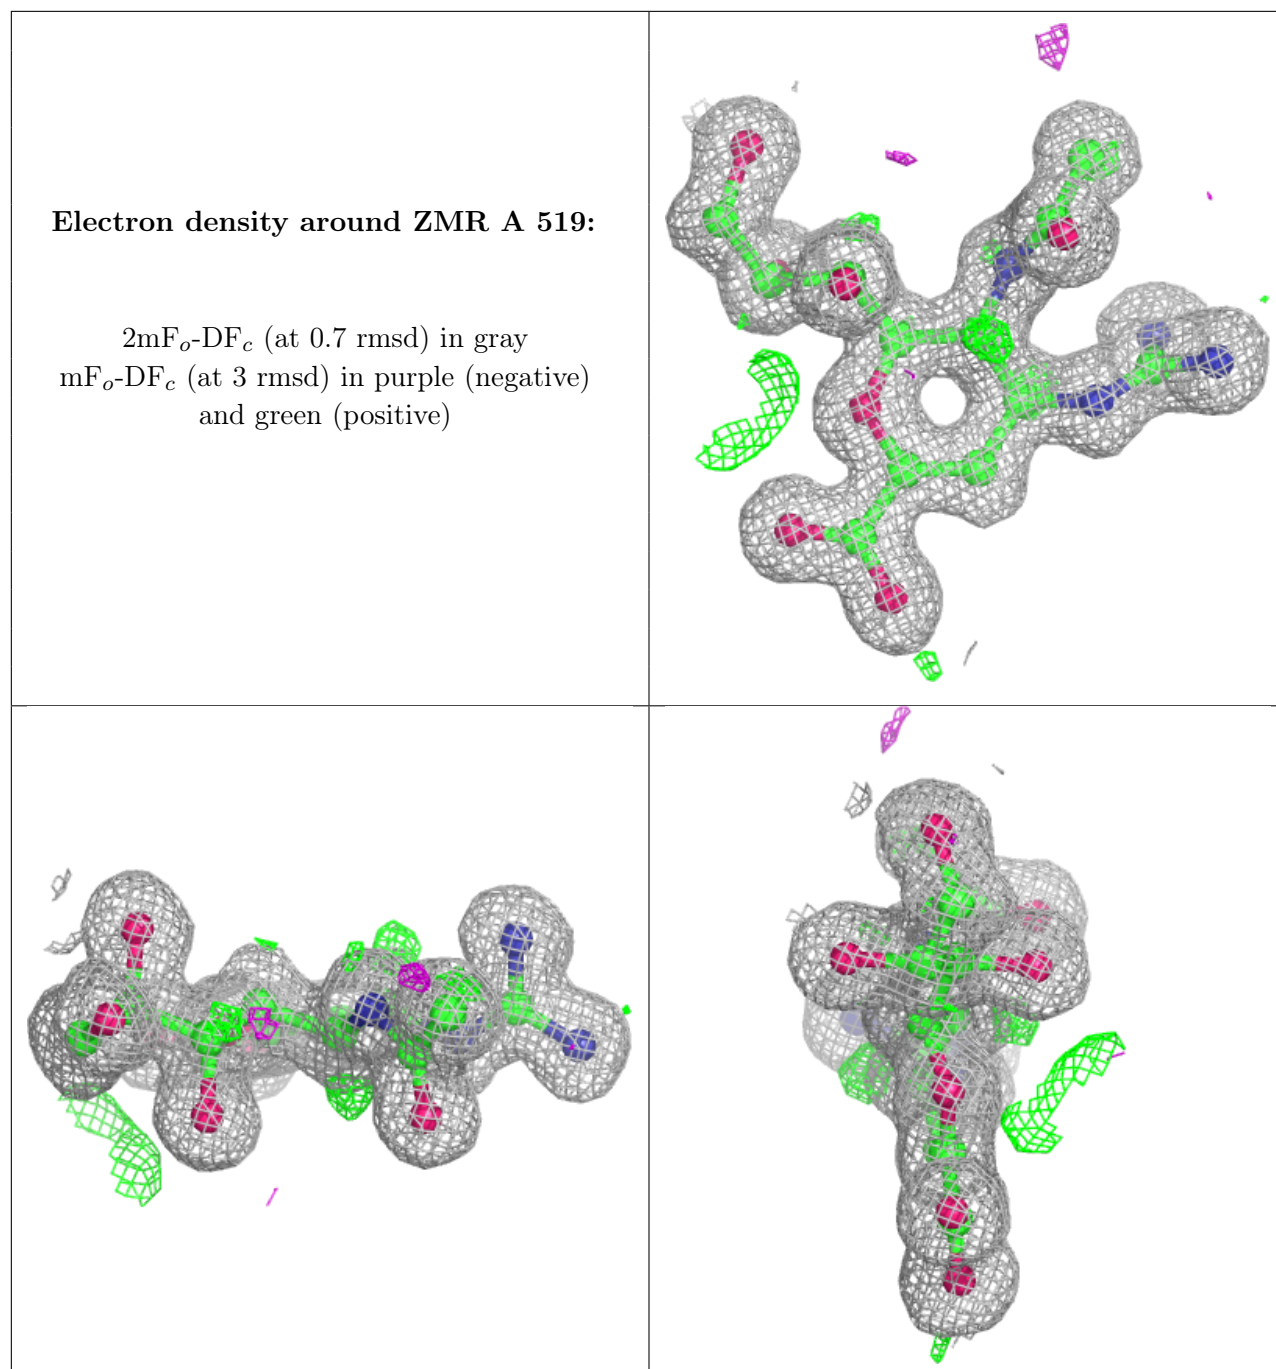 Electron density around ZMR A 519:
2mFo-DFc (at 0.7 rmsd) in gray
mFo-DFc (at 3 rmsd) in purple (negative)
and green (positive)